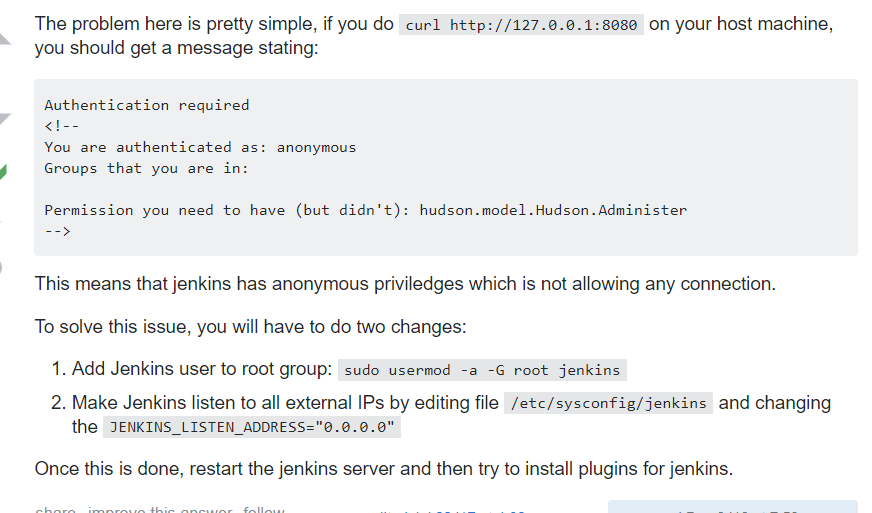 The problem here is pretty simple, if you do curl http://127.0.0.1:8080 on your host machine,
you should get a message stating:
Authentication required
<!--
You are authenticated as: anonymous
Groups that you are in:
Permission you need to have (but didn't): hudson.model.Hudson.Administer
-->
This means that jenkins has anonymous priviledges which is not allowing any connection.
To solve this issue, you will have to do two changes:
1. Add Jenkins user to root group: sudo usermod -a -G root jenkins
2. Make Jenkins listen to all external IPs by editing file /etc/sysconfig/jenkins and changing
the JENKINS_LISTEN_ADDRESS="0.0.0.0"
Once this is done, restart the jenkins server and then try to install plugins for jenkins.
share improve this answer follow